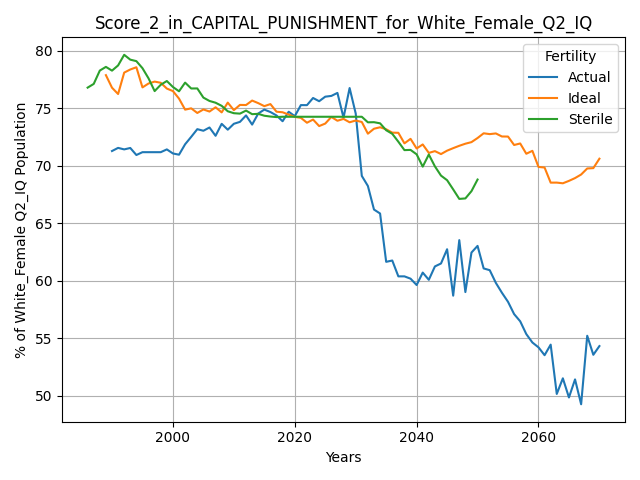 Score_2_in_CAPITAL_PUNISHMENT_for_White_Female_Q2_IQ
Fertility
Actual
Ideal
Sterile
% of White_Female Q2_IQ Population
80
75
70
65
60
55
50
2000
2020
2040
2060
Years